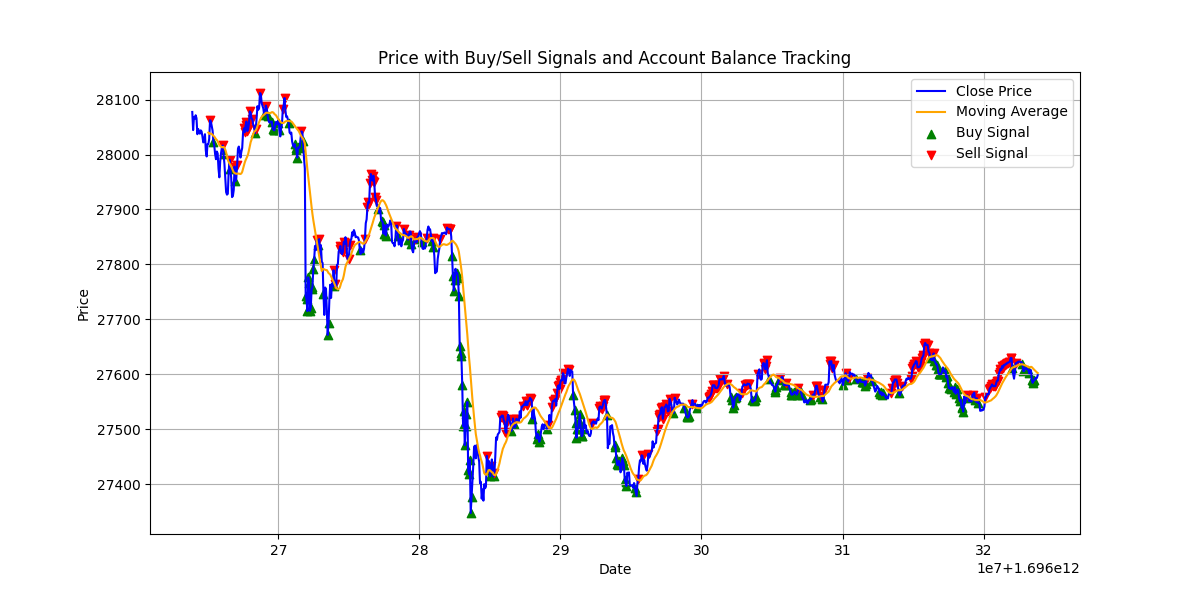 Price with Buy/Sell Signals and Account Balance Tracking
Close Price
Moving Average
Buy Signal
Sell Signal
28100
28000
27900
27800
27700
27600
27500
27400
Price
27 28 29 30 31 32
Date
1e7+1.696e12